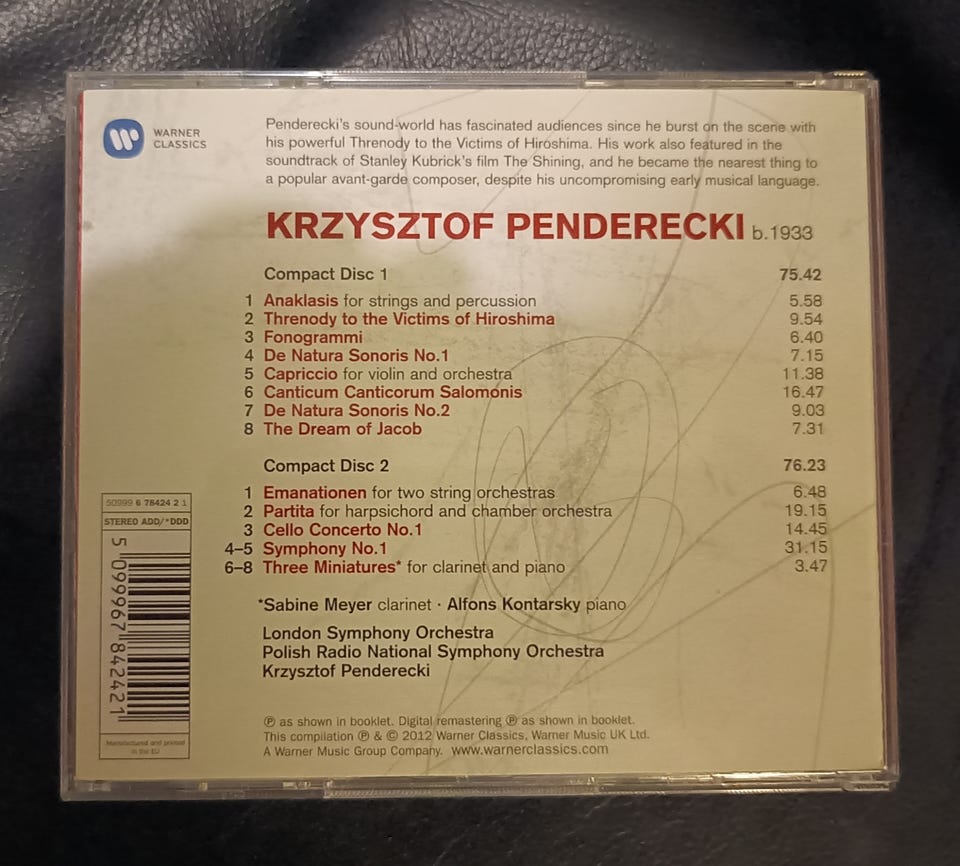 WARNER
CLASSICS
Penderecki's sound-world has fascinated audiences since he burst on the scene with
his powerful Threnody to the Victims of Hiroshima. His work also featured in the
soundtrack of Stanley Kubrick's film The Shining, and he became the nearest thing to
a popular avant-garde composer, despite his uncompromising early musical language.
KRZYSZTOF PENDERECKI b.1933
Compact Disc 1 75.42
1 Anaklasis for strings and percussion 5.58
2 Threnody to the Victims of Hiroshima 9.54
3 Fonogrammi 6.40
4 De Natura Sonoris No.1 7.15
5 Capriccio for violin and orchestra 11.38
6 Canticum Canticorum Salomonis 16.47
7 De Natura Sonoris No.2 9.03
8 The Dream of Jacob 7.31
Compact Disc 2 76.23
1 Emanationen for two string orchestras 6.48
2 Partita for harpsichord and chamber orchestra 19.15
3 Cello Concerto No.1 14.45
4–5 Symphony No.1 31.15
6–8 Three Miniatures* for clarinet and piano 3.47
*Sabine Meyer clarinet · Alfons Kontarsky piano
London Symphony Orchestra
Polish Radio National Symphony Orchestra
Krzysztof Penderecki
℗ as shown in booklet. Digital remastering ℗ as shown in booklet.
This compilation ℗ & © 2012 Warner Classics, Warner Music UK Ltd.
A Warner Music Group Company. www.warnerclassics.com
50999 6 78424 2 1
STEREO ADD/*DDD
5 099967 842421
Manufactured and printed
in the EU